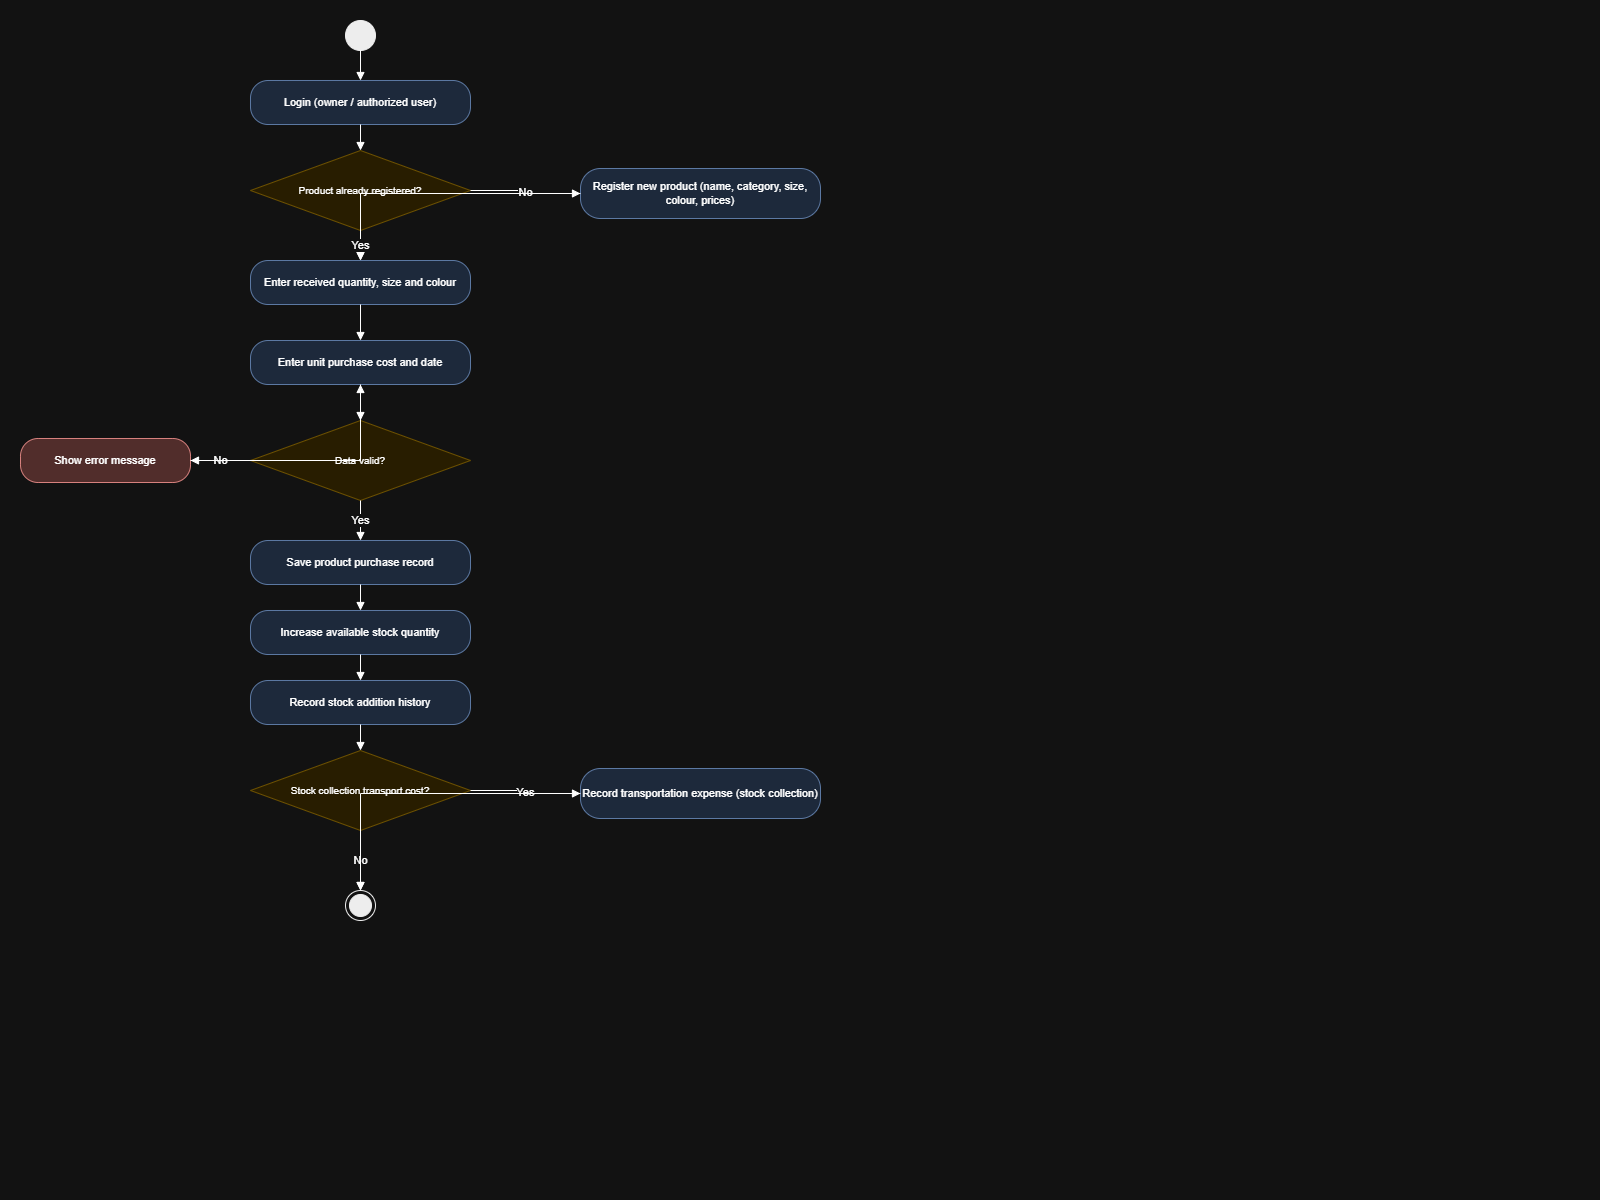 Login (owner / authorized user)
Product already registered?
No
Register new product (name, category, size,
colour, prices)
Yes
Enter received quantity, size and colour
Enter unit purchase cost and date
Show error message
No
Data valid?
Yes
Save product purchase record
Increase available stock quantity
Record stock addition history
Stock collection transport cost?
Yes
Record transportation expense (stock collection)
No